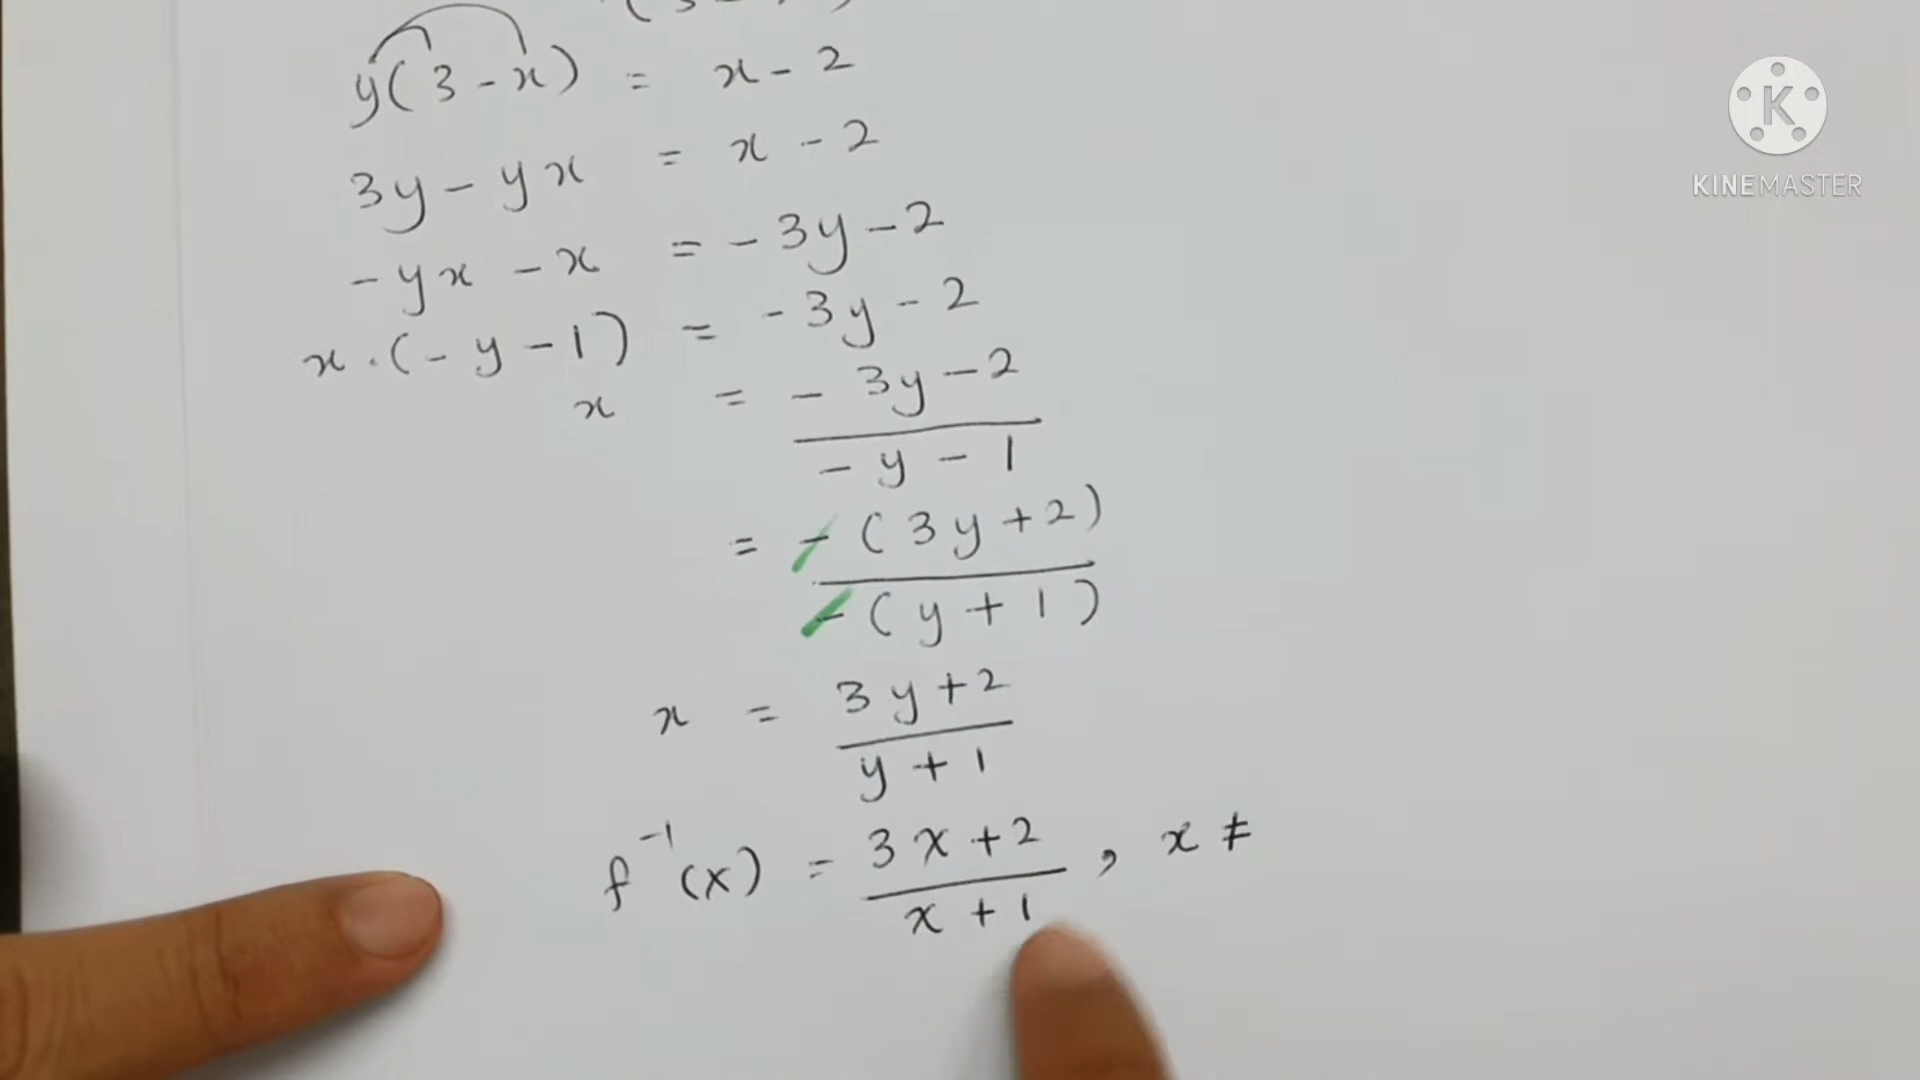 y(3-x) = x-2
3y-yx = x-2
-yx-x = -3y-2
x.(-y-1) = -3y-2
x = -3y-2
-y-1
= -(3y+2)
-(y+1)
x = 3y+2
y+1
f⁻¹(x) = 3x+2, x ≠
x+1
K
KINEMASTER